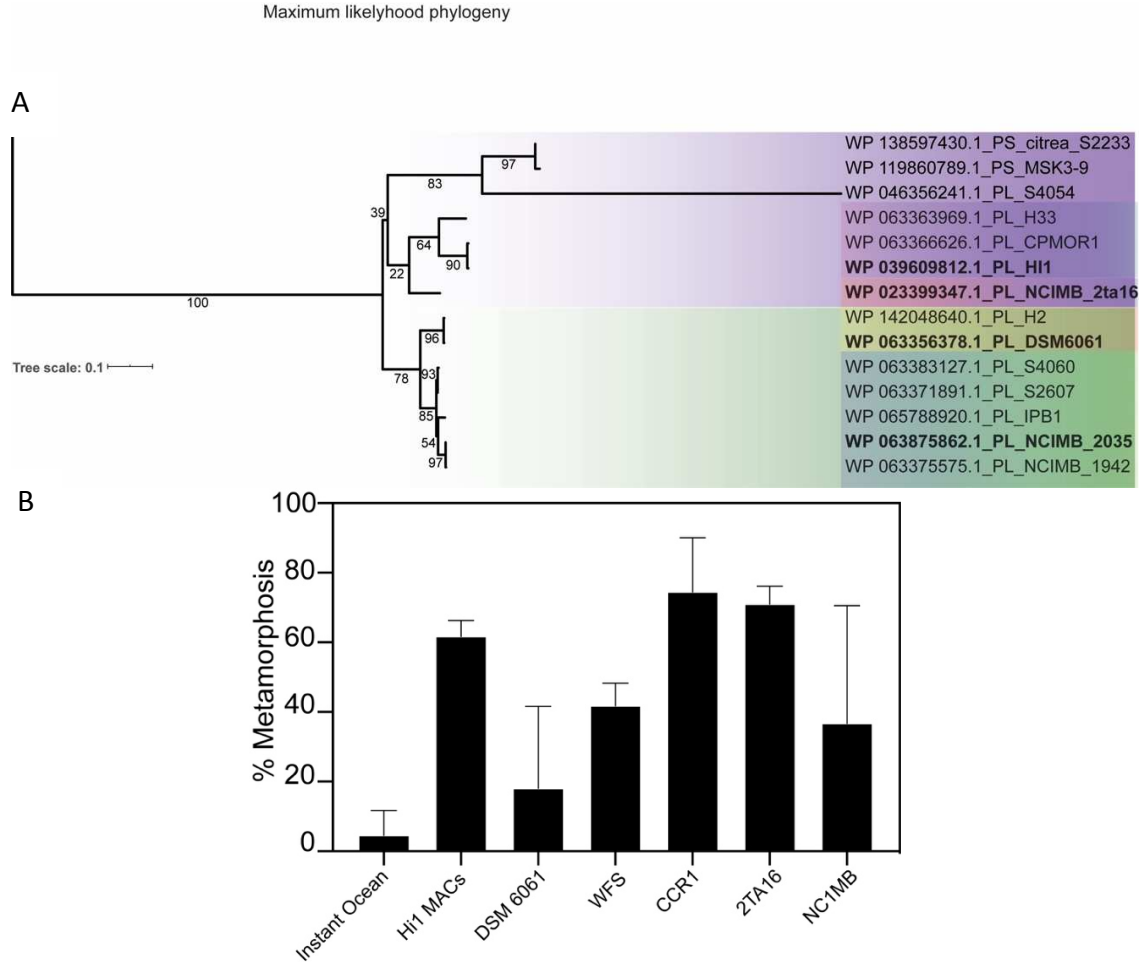 Maximum likelyhood phylogeny
A
WP 138597430.1_PS_citrea_S2233
97
WP 119860789.1_PS_MSK3-9
83
WP 046356241.1_PL_S4054
39
WP 063363969.1_PL_H33
64
WP 063366626.1_PL_CPMOR1
90
WP 039609812.1_PL_HI1
22
WP 023399347.1_PL_NCIMB_2ta16
100
WP 142048640.1_PL_H2
96
WP 063356378.1_PL_DSM6061
Tree scale: 0.1
78
93
WP 063383127.1_PL_S4060
WP 063371891.1_PL_S2607
85
WP 065788920.1_PL_IPB1
54
WP 063875862.1_PL_NCIMB_2035
97
WP 063375575.1_PL_NCIMB_1942
B
% Metamorphosis
100
80
60
40
20
0
Instant Ocean
Hi1 MACs
DSM 6061
WFS
CCR1
2TA16
NC1MB